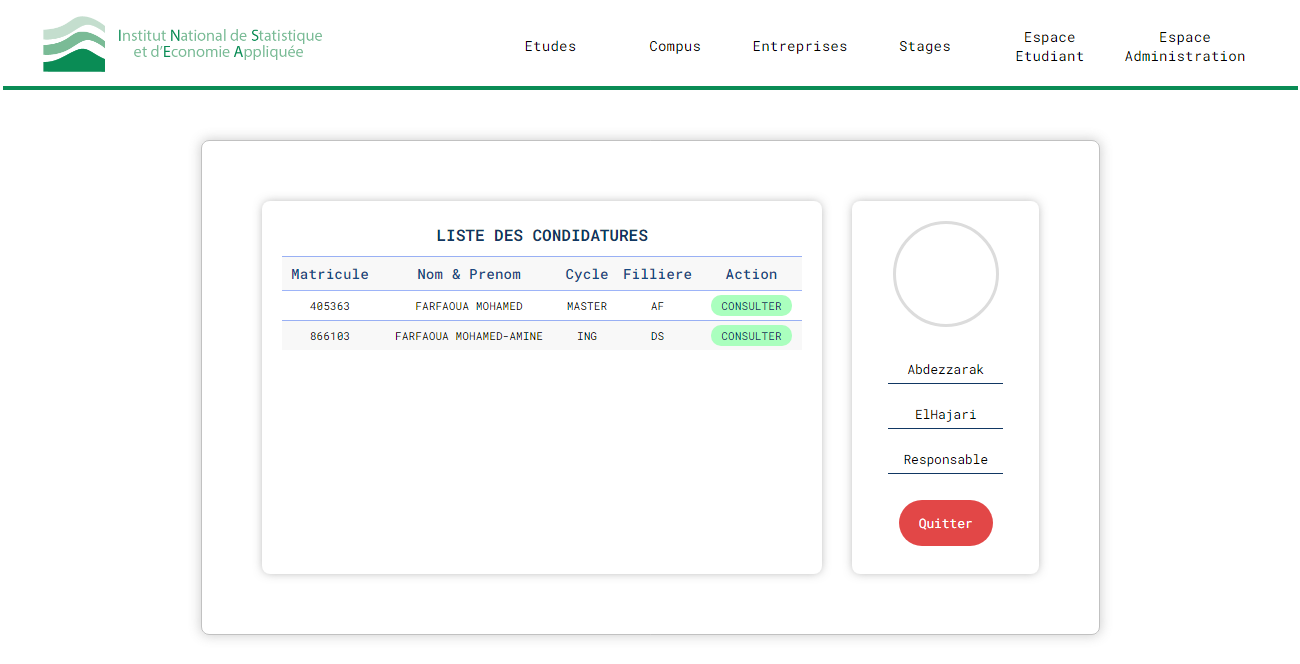 Institut National de Statistique
et d'Economie Appliquée
Etudes
Compus
Entreprises
Stages
Espace
Etudiant
Espace
Administration
LISTE DES CONDIDATURES
Matricule Nom & Prenom Cycle Filliere Action
405363 FARFAOUA MOHAMED MASTER AF CONSULTER
866103 FARFAOUA MOHAMED-AMINE ING DS CONSULTER
Abdezzarak
ElHajari
Responsable
Quitter